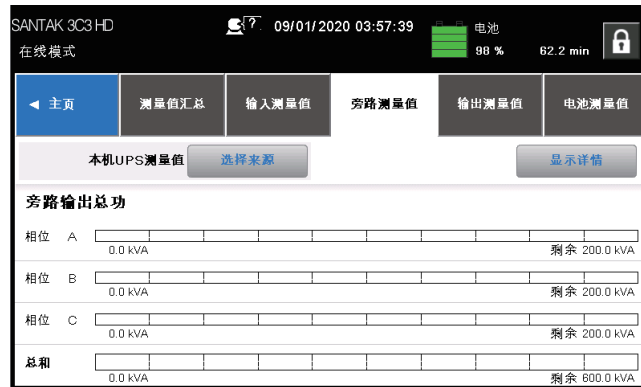 SANTAK 3C3 HD
在线模式
? 09/01/2020 03:57:39
电池
98 % 62.2 min
◀ 主页 测量值汇总 输入测量值 旁路测量值 输出测量值 电池测量值
本机UPS测量值 选择来源 显示详情
旁路输出总功
相位 A
0.0 kVA 剩余 200.0 kVA
相位 B
0.0 kVA 剩余 200.0 kVA
相位 C
0.0 kVA 剩余 200.0 kVA
总和
0.0 kVA 剩余 600.0 kVA